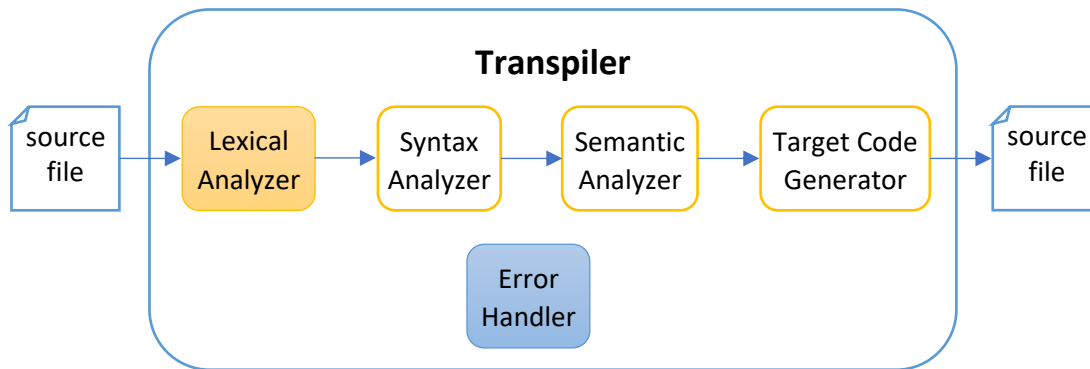 Transpiler
source
file
Lexical
Analyzer
Syntax
Analyzer
Semantic
Analyzer
Target Code
Generator
source
file
Error
Handler